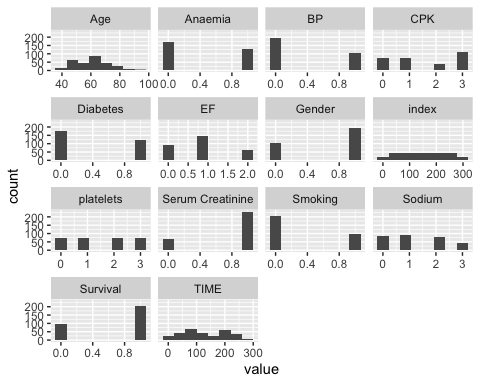 Age Anaemia BP CPK
200
150
100
50
0
40 60 80 100 0.0 0.4 0.8 0.0 0.4 0.8 0 1 2 3
Diabetes EF Gender index
200
150
100
50
0
0.0 0.4 0.8 0.0 0.5 1.0 1.5 2.0 0.0 0.4 0.8 0 100 200 300
platelets Serum Creatinine Smoking Sodium
200
150
100
50
0
0 1 2 3 0.0 0.4 0.8 0.0 0.4 0.8 0 1 2 3
Survival TIME
200
150
100
50
0
0.0 0.4 0.8 0 100 200 300
count
value